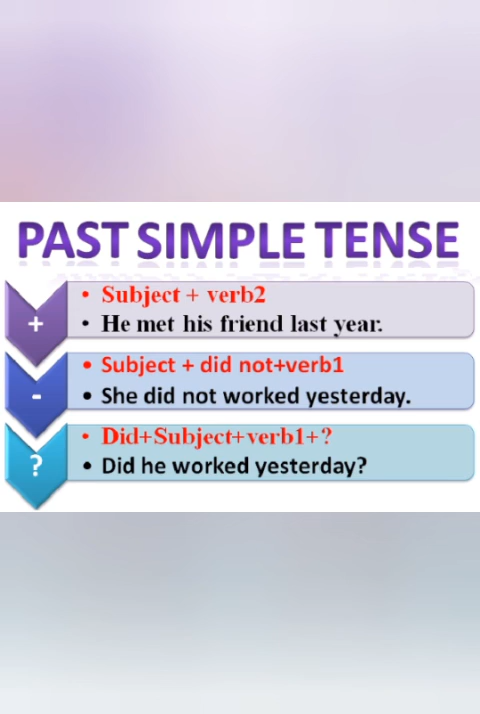 PAST SIMPLE TENSE
+
• Subject + verb2
• He met his friend last year.
-
• Subject + did not+verb1
• She did not worked yesterday.
?
• Did+Subject+verb1+?
• Did he worked yesterday?